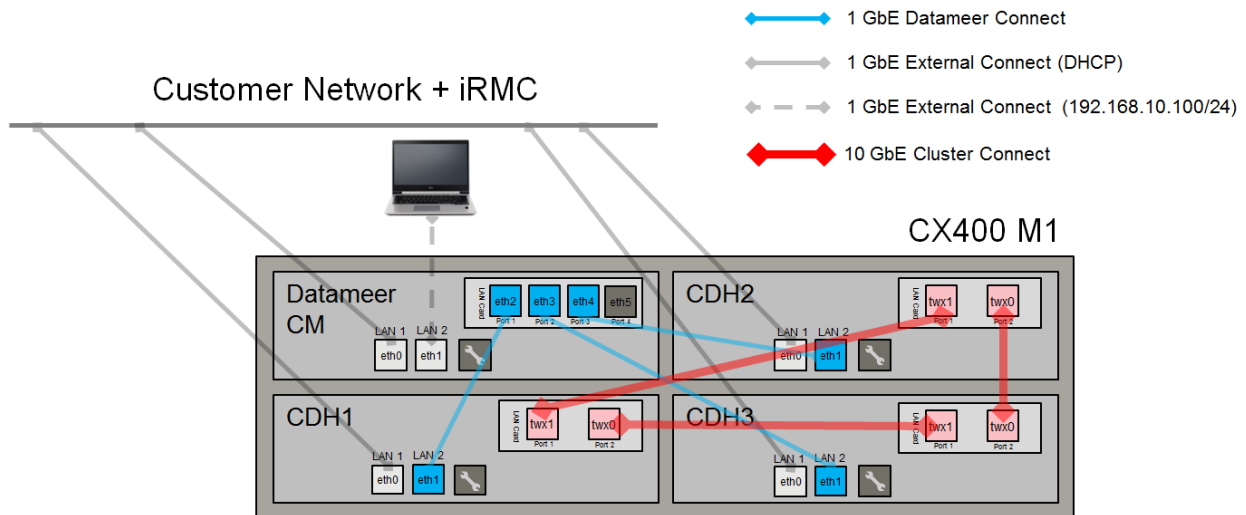 1 GbE Datameer Connect
1 GbE External Connect (DHCP)
1 GbE External Connect (192.168.10.100/24)
10 GbE Cluster Connect
Customer Network + iRMC
CX400 M1
Datameer
CM
LAN Card
eth2
eth3
eth4
eth5
Port 1
Port 2
Port 3
Port 4
LAN 1
LAN 2
eth0
eth1
CDH2
LAN Card
twx1
twx0
Port 1
Port 2
LAN 1
LAN 2
eth0
eth1
CDH1
LAN Card
twx1
twx0
Port 1
Port 2
LAN 1
LAN 2
eth0
eth1
CDH3
LAN Card
twx1
twx0
Port 1
Port 2
LAN 1
LAN 2
eth0
eth1